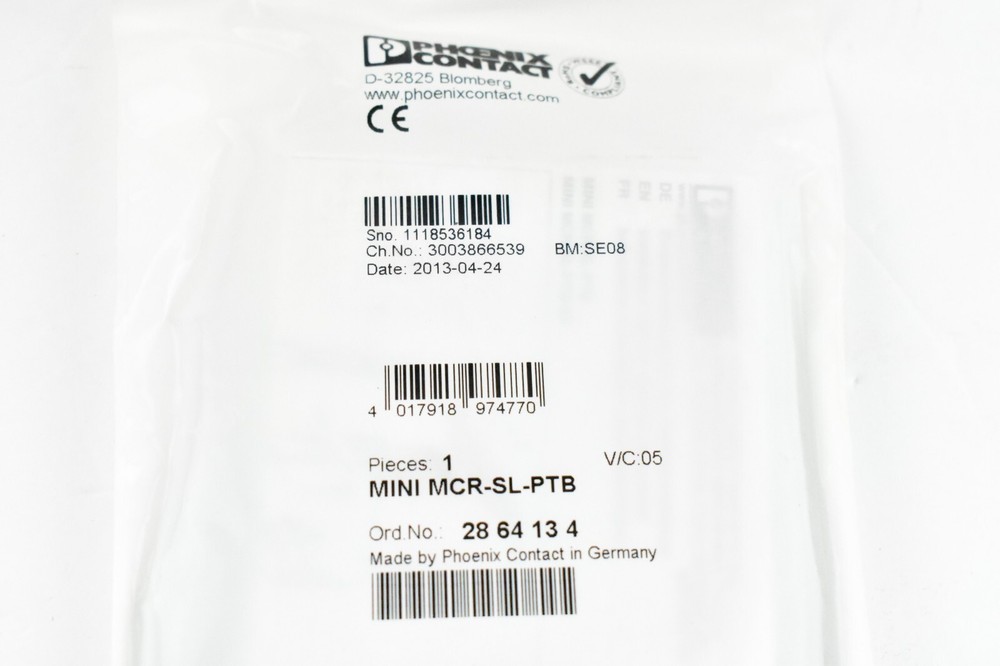 PHOENIX
CONTACT
D-32825 Blomberg
www.phoenixcontact.com
CE
Sno. 1118536184
Ch.No.: 3003866539 BM:SE08
Date: 2013-04-24
4 017918 974770
Pieces: 1 V/C:05
MINI MCR-SL-PTB
Ord.No.: 28 64 13 4
Made by Phoenix Contact in Germany